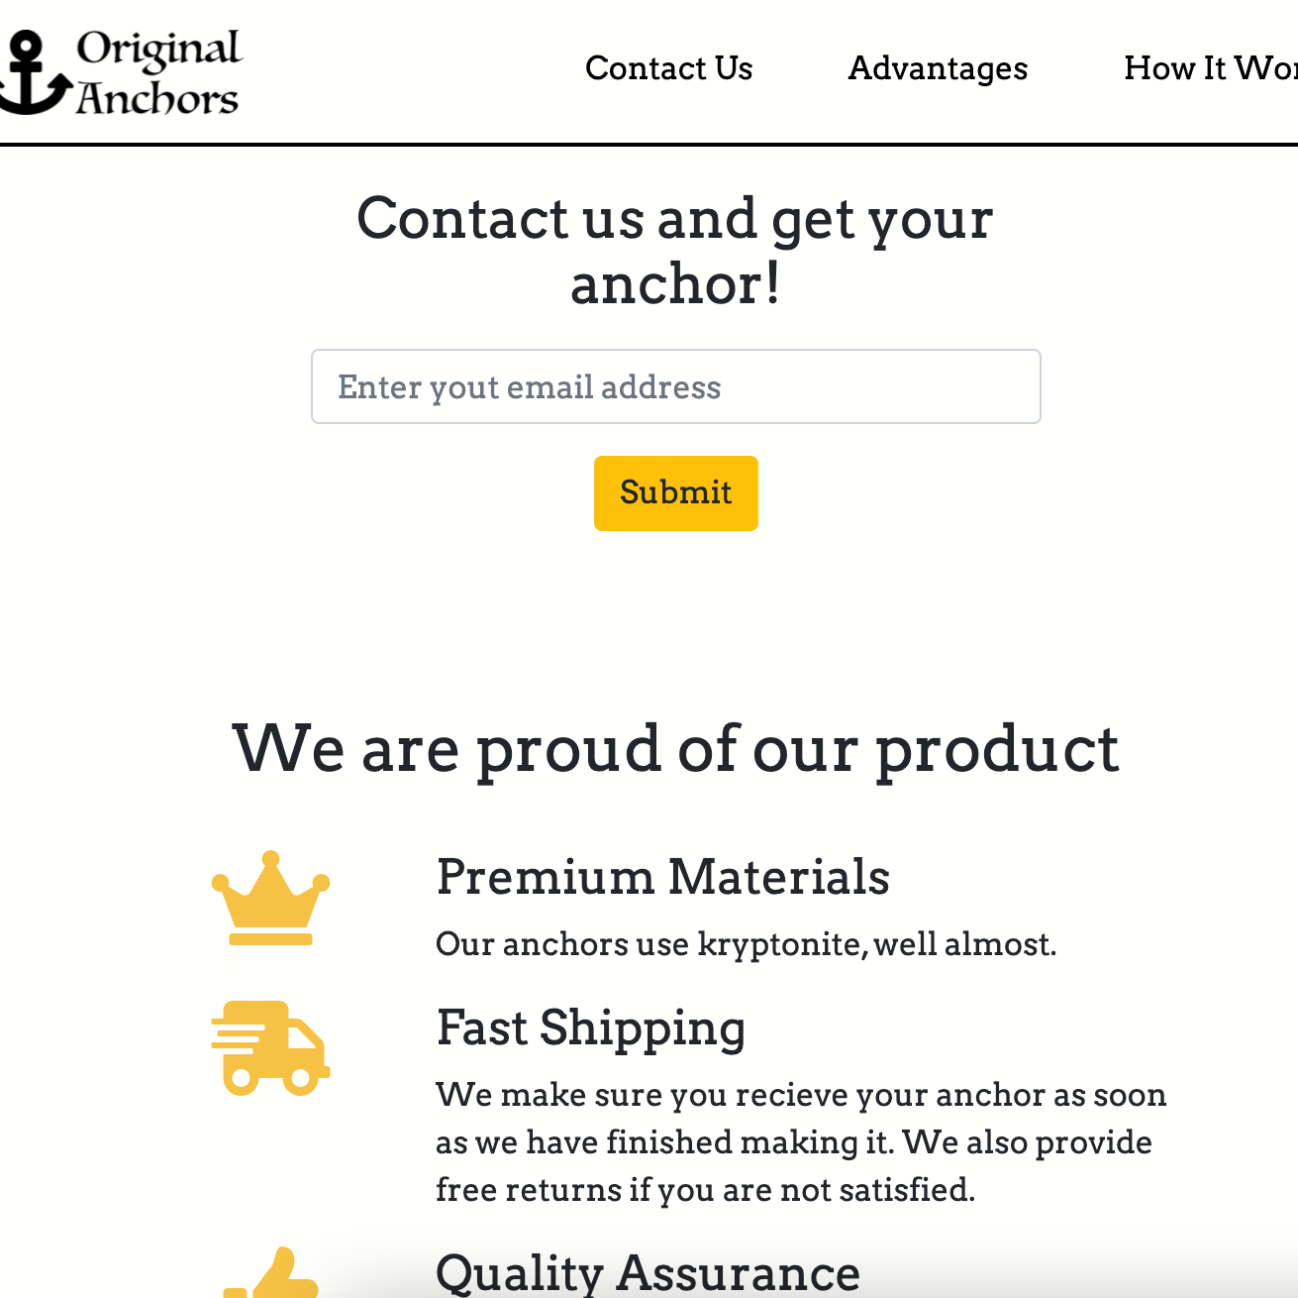 Original
Anchors
Contact Us
Advantages
How It Wor
Contact us and get your
anchor!
Enter yout email address
Submit
We are proud of our product
Premium Materials
Our anchors use kryptonite, well almost.
Fast Shipping
We make sure you recieve your anchor as soon
as we have finished making it. We also provide
free returns if you are not satisfied.
Quality Assurance